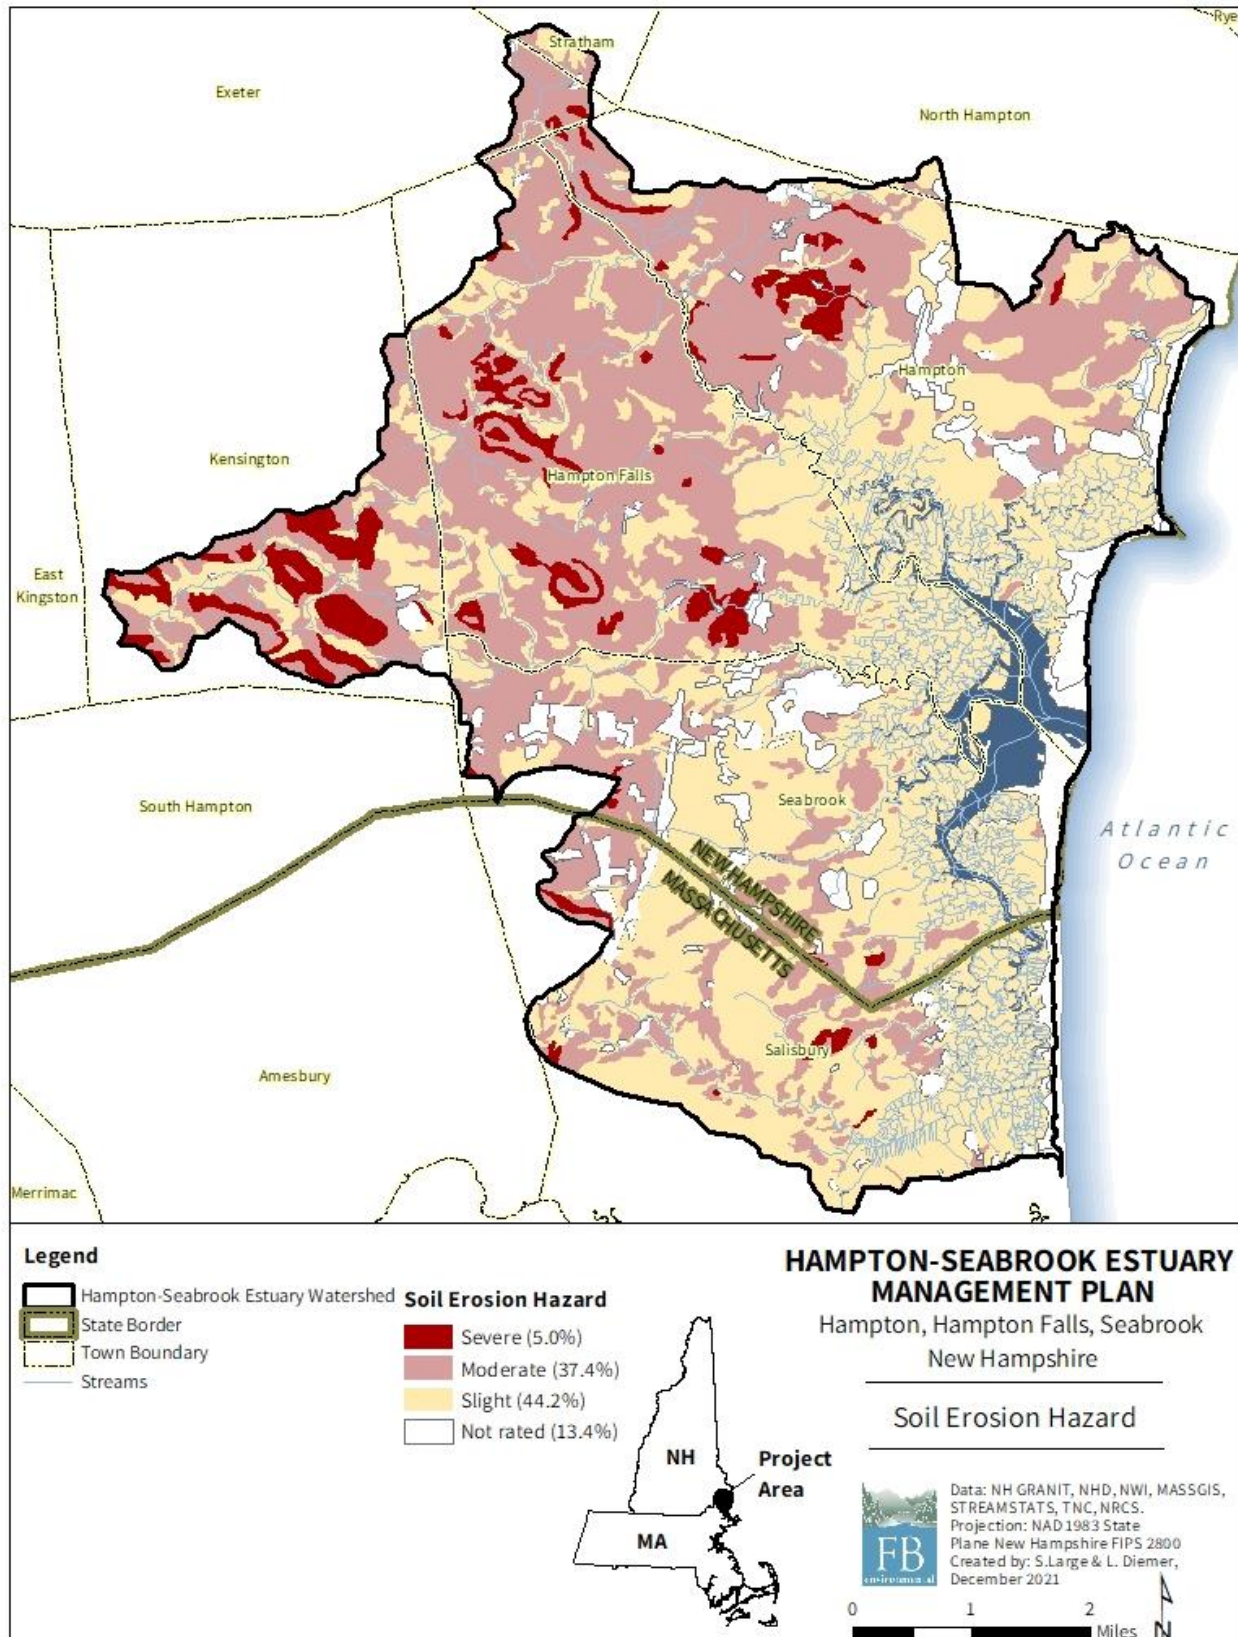 Rye
Stratham
Exeter
North Hampton
Hampton
Kensington
Hampton Falls
East
Kingston
South Hampton
Seabrook
Atlantic
Ocean
NEW HAMPSHIRE
MASSACHUSETTS
Salisbury
Amesbury
Merrimac
Legend
Hampton-Seabrook Estuary Watershed
State Border
Town Boundary
Streams
Soil Erosion Hazard
Severe (5.0%)
Moderate (37.4%)
Slight (44.2%)
Not rated (13.4%)
NH
MA
Project
Area
HAMPTON-SEABROOK ESTUARY
MANAGEMENT PLAN
Hampton, Hampton Falls, Seabrook
New Hampshire
Soil Erosion Hazard
FB
environmental
Data: NH GRANIT, NHD, NWI, MASSGIS,
STREAMSTATS, TNC, NRCS.
Projection: NAD 1983 State
Plane New Hampshire FIPS 2800
Created by: S.Large & L. Diemer,
December 2021
0 1 2
Miles
N